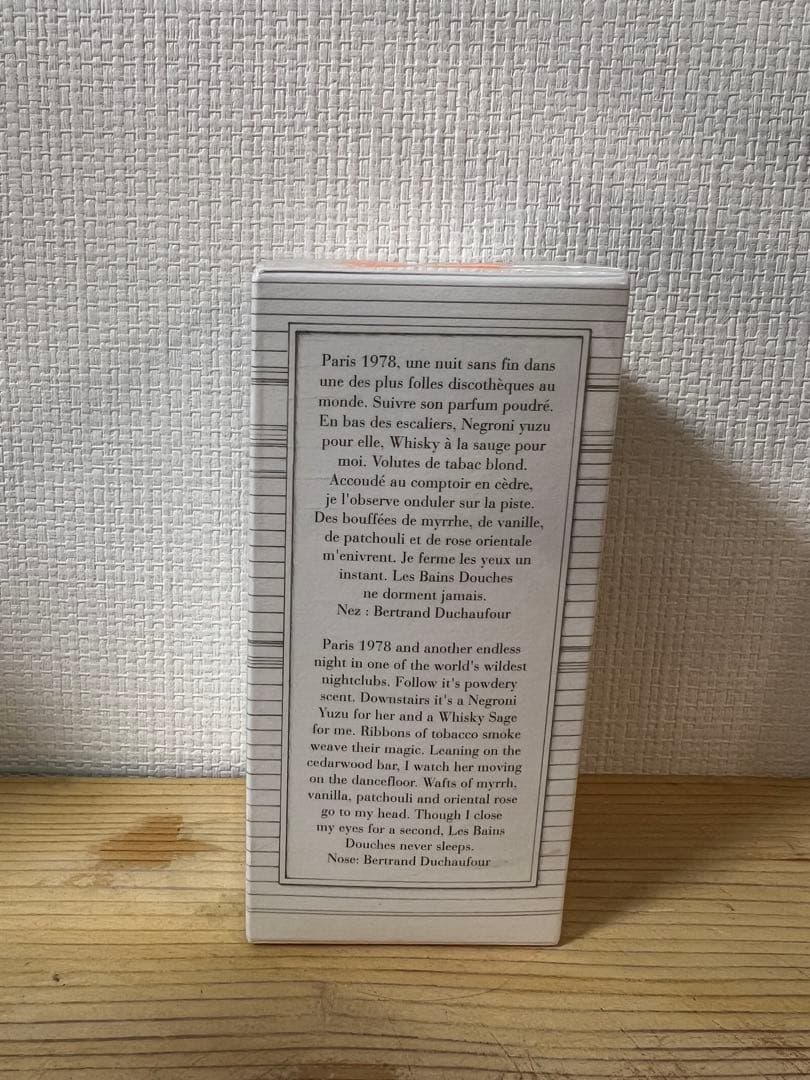 Paris 1978, une nuit sans fin dans
une des plus folles discothèques au
monde. Suivre son parfum poudré.
En bas des escaliers, Negroni yuzu
pour elle, Whisky à la sauge pour
moi. Volutes de tabac blond.
Accoudé au comptoir en cèdre,
je l'observe onduler sur la piste.
Des bouffées de myrrhe, de vanille,
de patchouli et de rose orientale
m'enivrent. Je ferme les yeux un
instant. Les Bains Douches
ne dorment jamais.
Nez : Bertrand Duchaufour
Paris 1978 and another endless
night in one of the world's wildest
nightclubs. Follow it's powdery
scent. Downstairs it's a Negroni
Yuzu for her and a Whisky Sage
for me. Ribbons of tobacco smoke
weave their magic. Leaning on the
cedarwood bar, I watch her moving
on the dancefloor. Wafts of myrrh,
vanilla, patchouli and oriental rose
go to my head. Though I close
my eyes for a second, Les Bains
Douches never sleeps.
Nose: Bertrand Duchaufour